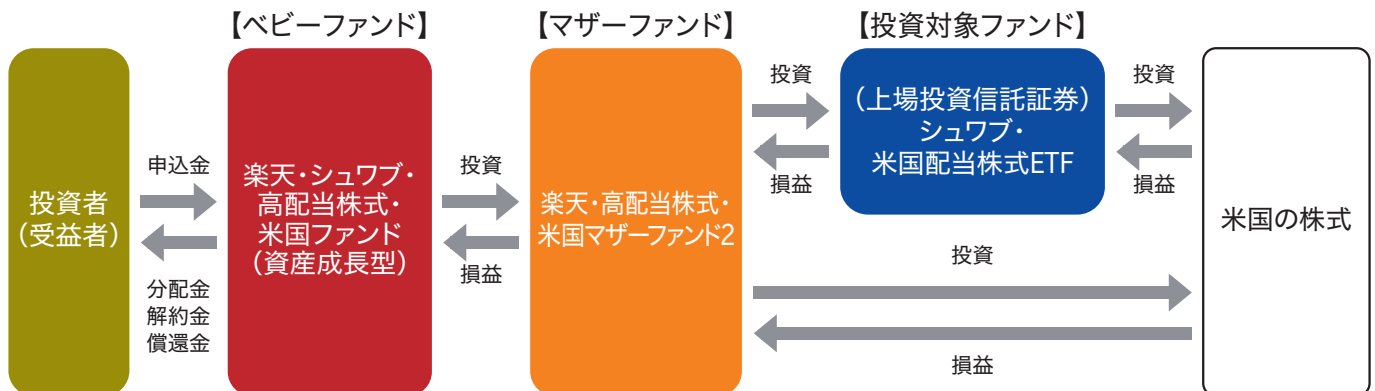 【ベビーファンド】
【マザーファンド】
【投資対象ファンド】
投資者
（受益者）
申込金
分配金
解約金
償還金
楽天・シュワブ・
高配当株式・
米国ファンド
（資産成長型）
投資
損益
楽天・高配当株式・
米国マザーファンド2
投資
損益
（上場投資信託証券）
シュワブ・
米国配当株式ETF
投資
損益
投資
損益
米国の株式